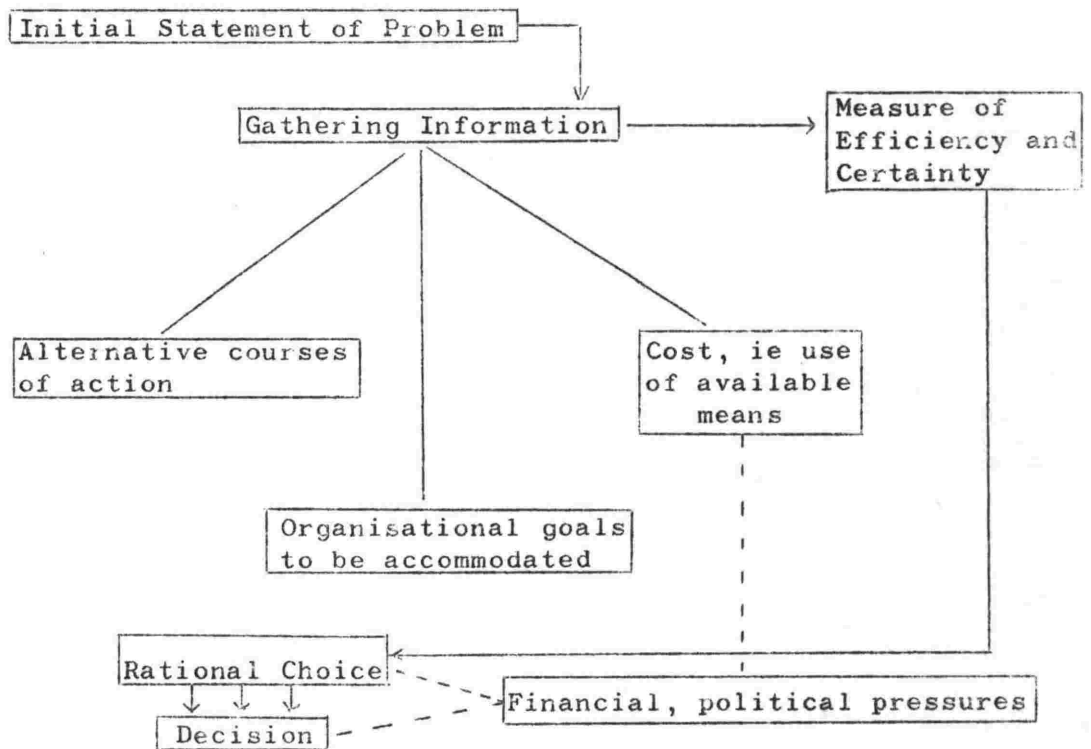 Initial Statement of Problem
Gathering Information
Measure of
Efficiency and
Certainty
Alternative courses
of action
Cost, ie use
of available
means
Organisational goals
to be accommodated
Rational Choice
Financial, political pressures
Decision